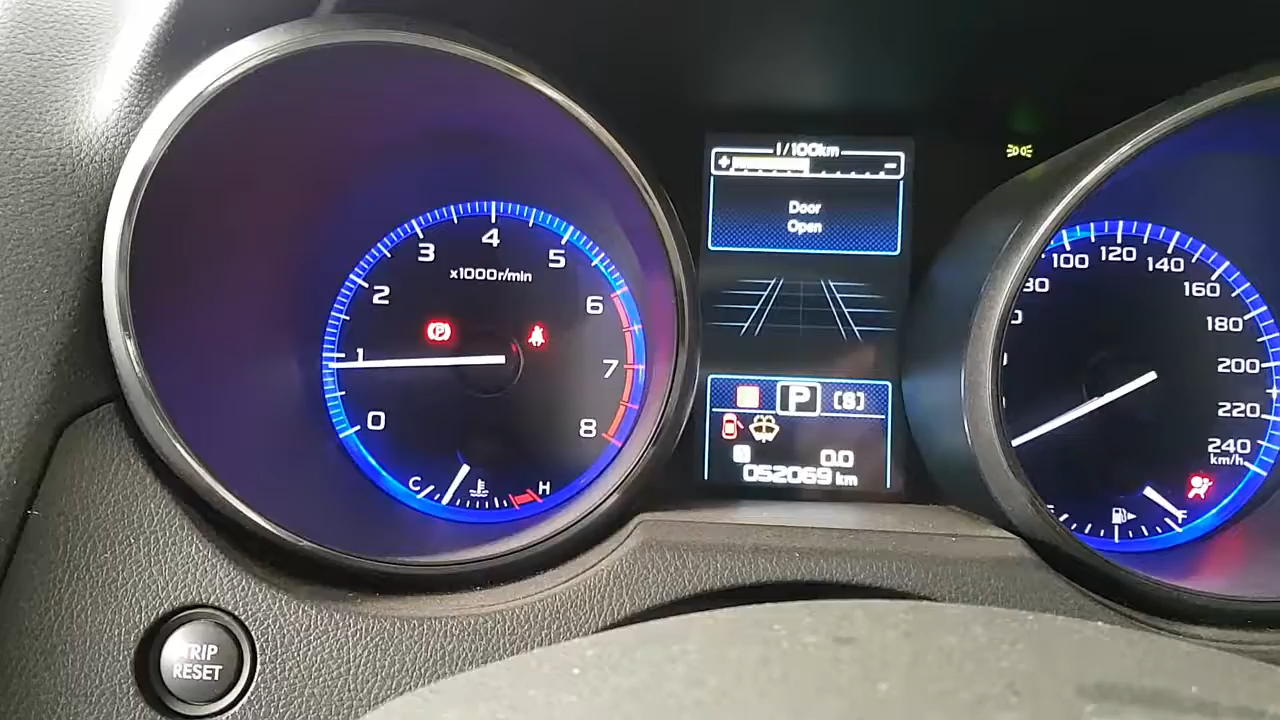 l/100km
+ -
Door
Open
4
3 5
x1000r/min
2 6
1 7
0 8
C H
P [S]
0.0
052069 km
100 120 140
160
180
200
220
240
km/h
F
TRIP
RESET